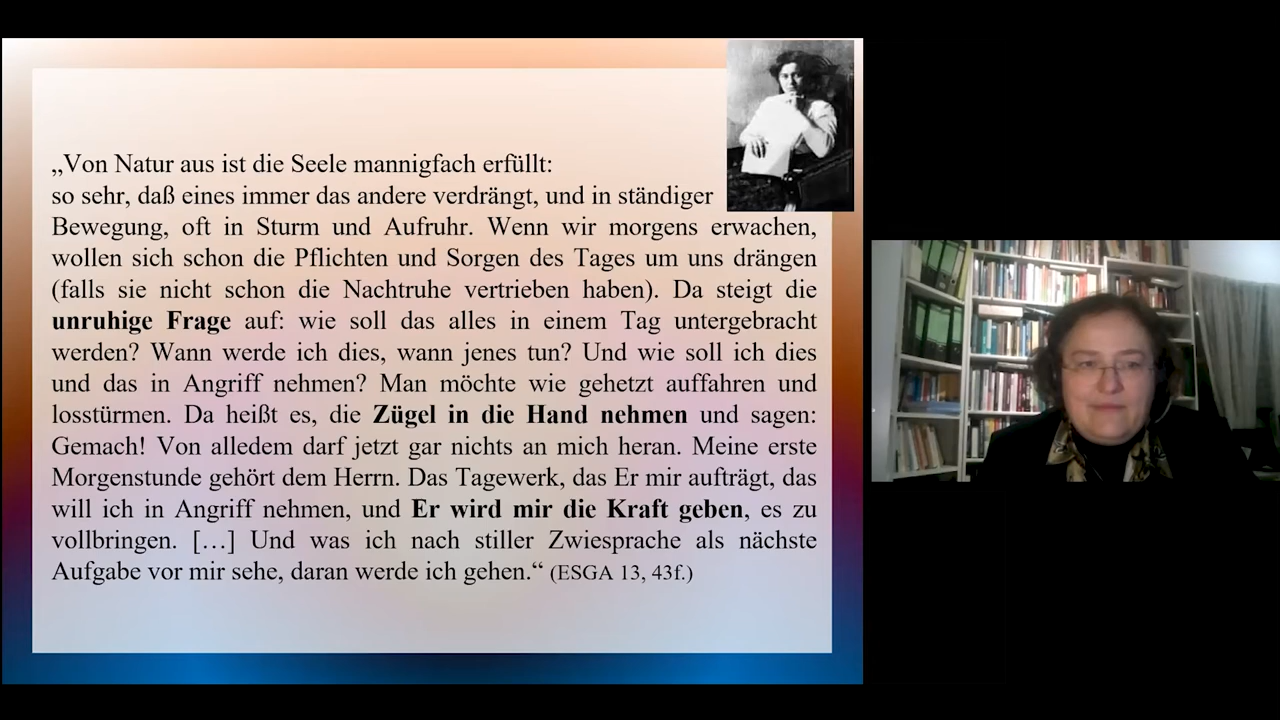 „Von Natur aus ist die Seele mannigfach erfüllt:
so sehr, daß eines immer das andere verdrängt, und in ständiger
Bewegung, oft in Sturm und Aufruhr. Wenn wir morgens erwachen,
wollen sich schon die Pflichten und Sorgen des Tages um uns drängen
(falls sie nicht schon die Nachtruhe vertrieben haben). Da steigt die
unruhige Frage auf: wie soll das alles in einem Tag untergebracht
werden? Wann werde ich dies, wann jenes tun? Und wie soll ich dies
und das in Angriff nehmen? Man möchte wie gehetzt auffahren und
losstürmen. Da heißt es, die Zügel in die Hand nehmen und sagen:
Gemach! Von alledem darf jetzt gar nichts an mich heran. Meine erste
Morgenstunde gehört dem Herrn. Das Tagewerk, das Er mir aufträgt, das
will ich in Angriff nehmen, und Er wird mir die Kraft geben, es zu
vollbringen. […] Und was ich nach stiller Zwiesprache als nächste
Aufgabe vor mir sehe, daran werde ich gehen.“ (ESGA 13, 43f.)